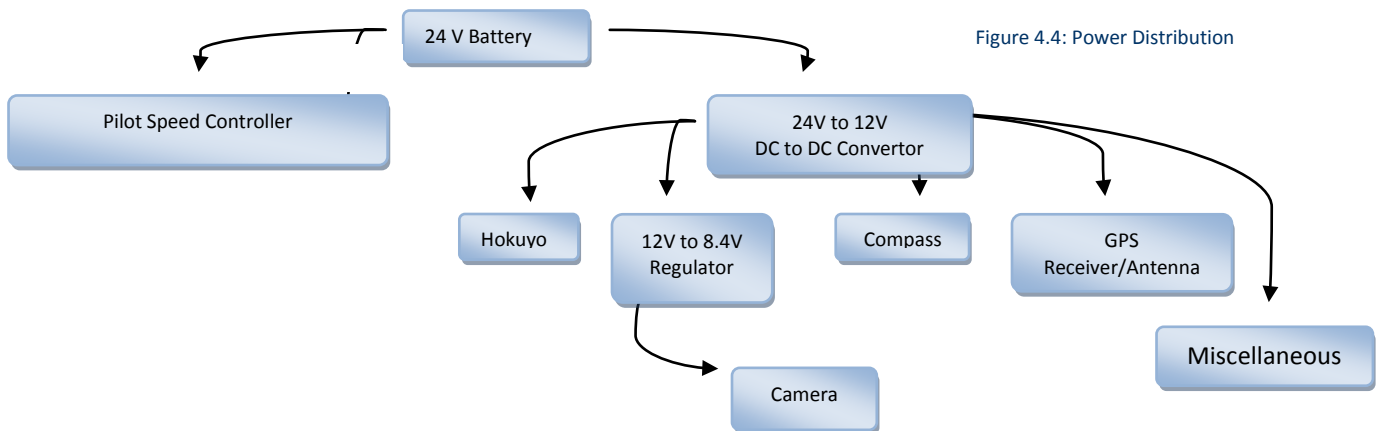 24 V Battery
Figure 4.4: Power Distribution
Pilot Speed Controller
24V to 12V
DC to DC Convertor
Hokuyo
12V to 8.4V
Regulator
Compass
GPS
Receiver/Antenna
Miscellaneous
Camera